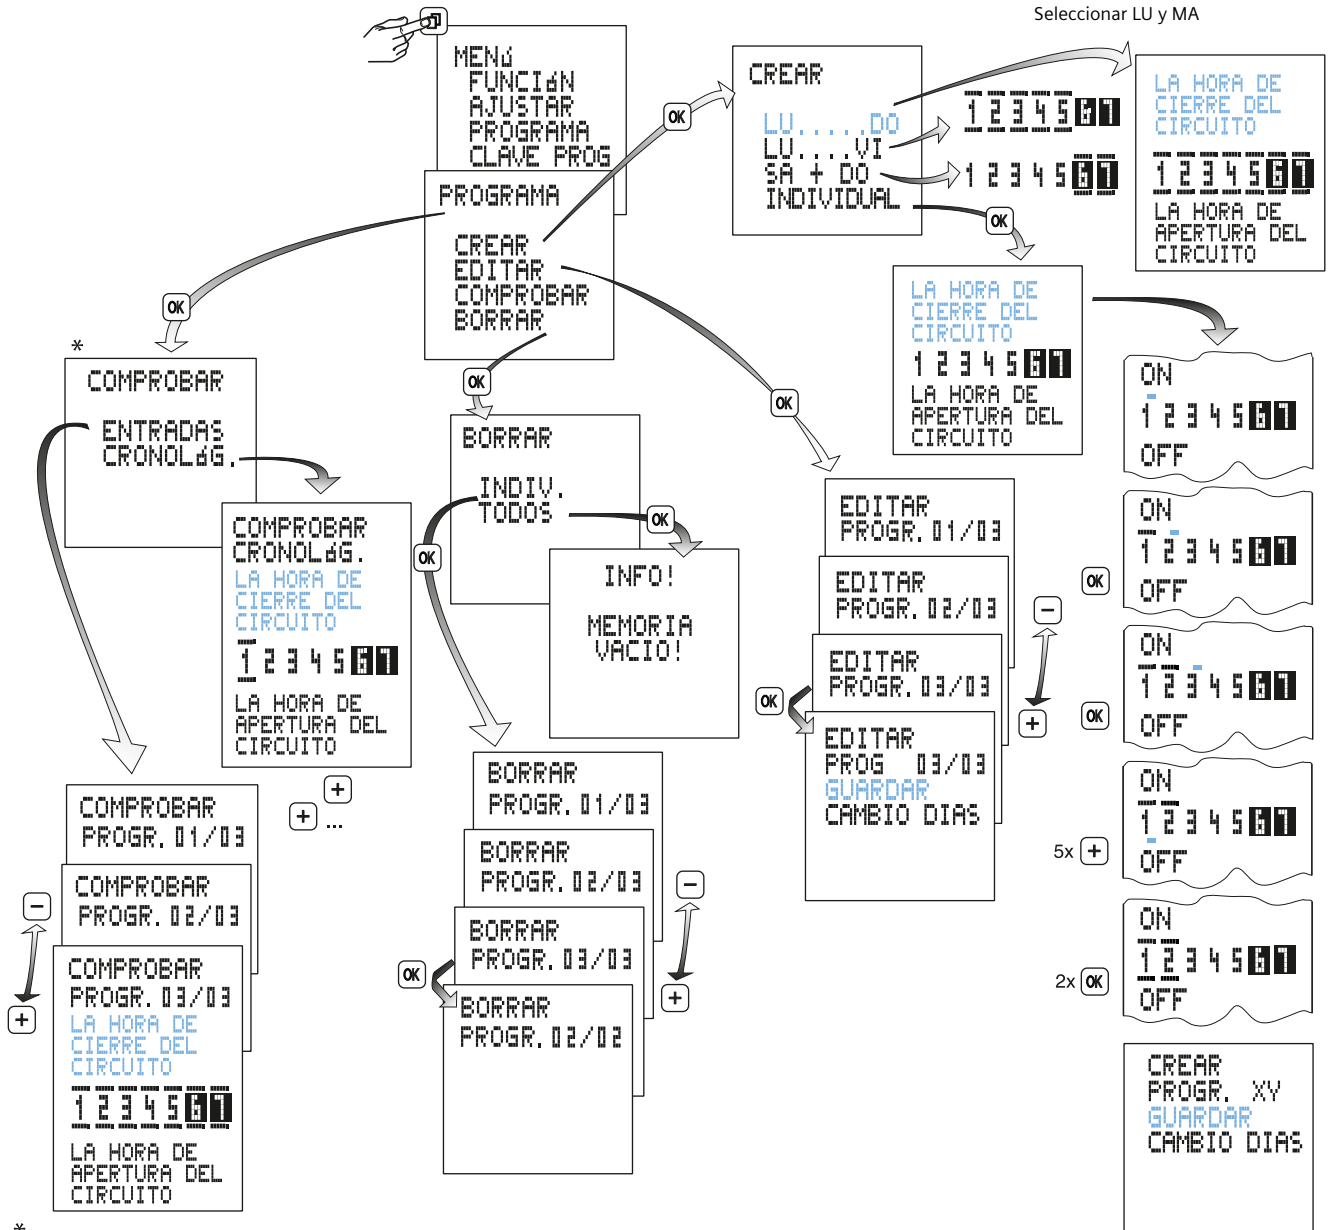 Seleccionar LU y MA
MENú
FUNCIóN
AJUSTAR
PROGRAMA
CLAVE PROG
PROGRAMA
CREAR
EDITAR
COMPROBAR
BORRAR
OK
CREAR
LU.....DO
LU....VI
SA + DO
INDIVIDUAL
1 2 3 4 5 6 7
1 2 3 4 5 6 7
LA HORA DE
CIERRE DEL
CIRCUITO
1 2 3 4 5 6 7
LA HORA DE
APERTURA DEL
CIRCUITO
OK
LA HORA DE
CIERRE DEL
CIRCUITO
1 2 3 4 5 6 7
LA HORA DE
APERTURA DEL
CIRCUITO
ON
1 2 3 4 5 6 7
OFF
OK
ON
1 2 3 4 5 6 7
OFF
OK
ON
1 2 3 4 5 6 7
OFF
5x +
ON
1 2 3 4 5 6 7
OFF
2x OK
ON
1 2 3 4 5 6 7
OFF
CREAR
PROGR. XY
GUARDAR
CAMBIO DIAS
OK
*
COMPROBAR
ENTRADAS
CRONOLóG.
COMPROBAR
CRONOLóG.
LA HORA DE
CIERRE DEL
CIRCUITO
1 2 3 4 5 6 7
LA HORA DE
APERTURA DEL
CIRCUITO
+
+ ...
COMPROBAR
PROGR. 01/03
COMPROBAR
PROGR. 02/03
COMPROBAR
PROGR. 03/03
LA HORA DE
CIERRE DEL
CIRCUITO
1 2 3 4 5 6 7
LA HORA DE
APERTURA DEL
CIRCUITO
-
+
*
OK
BORRAR
INDIV.
TODOS
OK
OK
INFO!
MEMORIA
VACIO!
BORRAR
PROGR. 01/03
BORRAR
PROGR. 02/03
BORRAR
PROGR. 03/03
OK
BORRAR
PROGR. 02/02
-
+
OK
EDITAR
PROGR. 01/03
EDITAR
PROGR. 02/03
EDITAR
PROGR. 03/03
OK
EDITAR
PROG 03/03
GUARDAR
CAMBIO DIAS
-
+